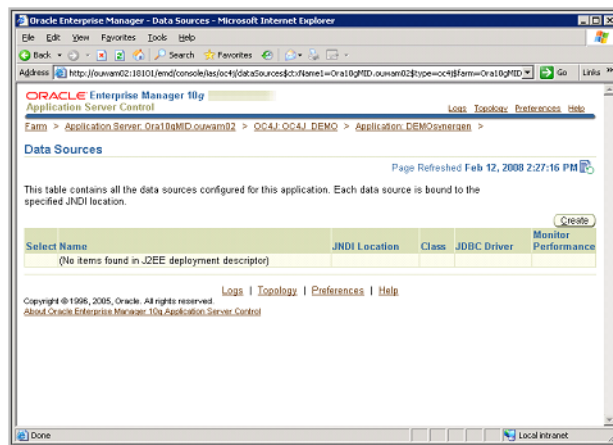 Oracle Enterprise Manager - Data Sources - Microsoft Internet Explorer
File Edit View Favorites Tools Help
Back Search Favorites
Address http://ouwam02:18101/emd/console/ias/oc4j/dataSources$ctxName1=Ora10gMID.ouwam02$type=oc4j$farm=Ora10gMID Go Links »
ORACLE Enterprise Manager 10g
Application Server Control
Logs Topology Preferences Help
Farm > Application Server: Ora10gMID.ouwam02 > OC4J: OC4J_DEMO > Application: DEMOsynergen >
Data Sources
Page Refreshed Feb 12, 2008 2:27:16 PM
This table contains all the data sources configured for this application. Each data source is bound to the
specified JNDI location.
Create
Select Name JNDI Location Class JDBC Driver Monitor Performance
(No items found in J2EE deployment descriptor)
Logs | Topology | Preferences | Help
Copyright © 1996, 2005, Oracle. All rights reserved.
About Oracle Enterprise Manager 10g Application Server Control
Done Local intranet